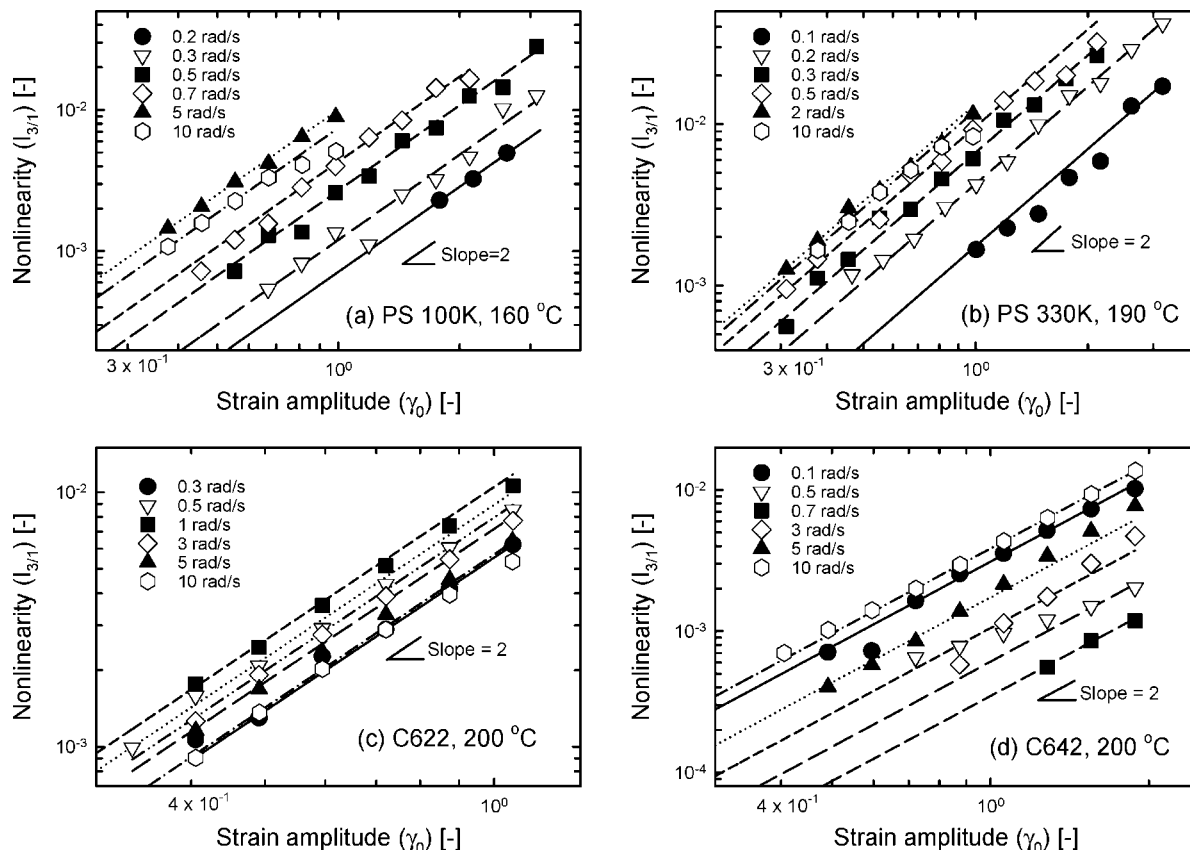 Nonlinearity (I3/1) [-]
10⁻²
10⁻³
0.2 rad/s
0.3 rad/s
0.5 rad/s
0.7 rad/s
5 rad/s
10 rad/s
Slope=2
(a) PS 100K, 160 °C
3 x 10⁻¹
10⁰
Strain amplitude (γ0) [-]
Nonlinearity (I3/1) [-]
10⁻²
10⁻³
0.1 rad/s
0.2 rad/s
0.3 rad/s
0.5 rad/s
2 rad/s
10 rad/s
Slope = 2
(b) PS 330K, 190 °C
3 x 10⁻¹
10⁰
Strain amplitude (γ0) [-]
Nonlinearity (I3/1) [-]
10⁻²
10⁻³
0.3 rad/s
0.5 rad/s
1 rad/s
3 rad/s
5 rad/s
10 rad/s
Slope = 2
(c) C622, 200 °C
4 x 10⁻¹
10⁰
Strain amplitude (γ0) [-]
Nonlinearity (I3/1) [-]
10⁻²
10⁻³
10⁻⁴
0.1 rad/s
0.5 rad/s
0.7 rad/s
3 rad/s
5 rad/s
10 rad/s
Slope = 2
(d) C642, 200 °C
4 x 10⁻¹
10⁰
Strain amplitude (γ0) [-]